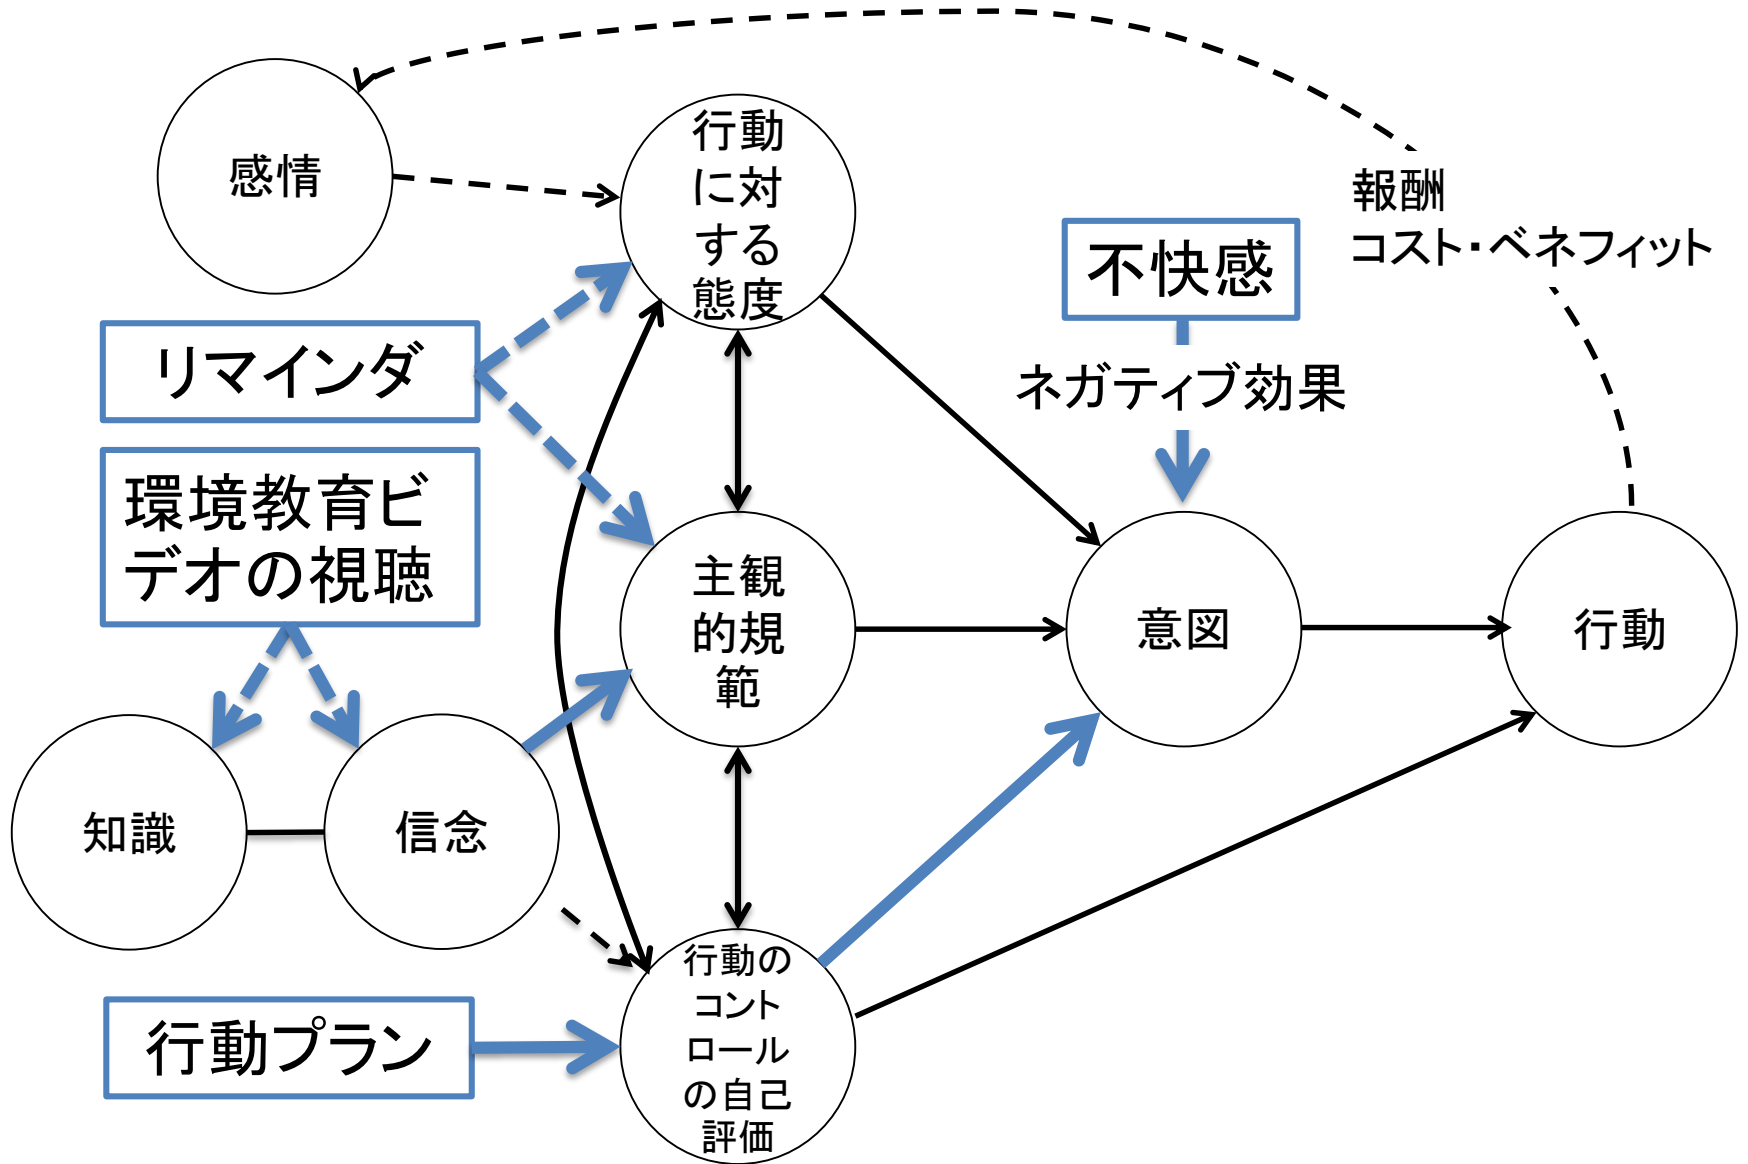 感情
行動
に対
する
態度
報酬
コスト・ベネフィット
不快感
リマインダ
ネガティブ効果
環境教育ビ
デオの視聴
主観
的規
範
意図
行動
知識
信念
行動の
コント
ロール
の自己
評価
行動プラン